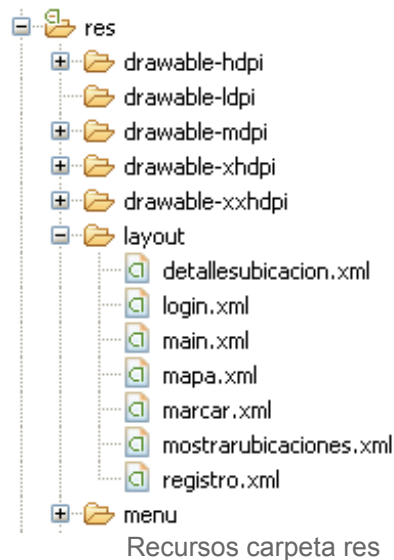 res
drawable-hdpi
drawable-ldpi
drawable-mdpi
drawable-xhdpi
drawable-xxhdpi
layout
detallesubicacion.xml
login.xml
main.xml
mapa.xml
marcar.xml
mostrarubicaciones.xml
registro.xml
menu
Recursos carpeta res